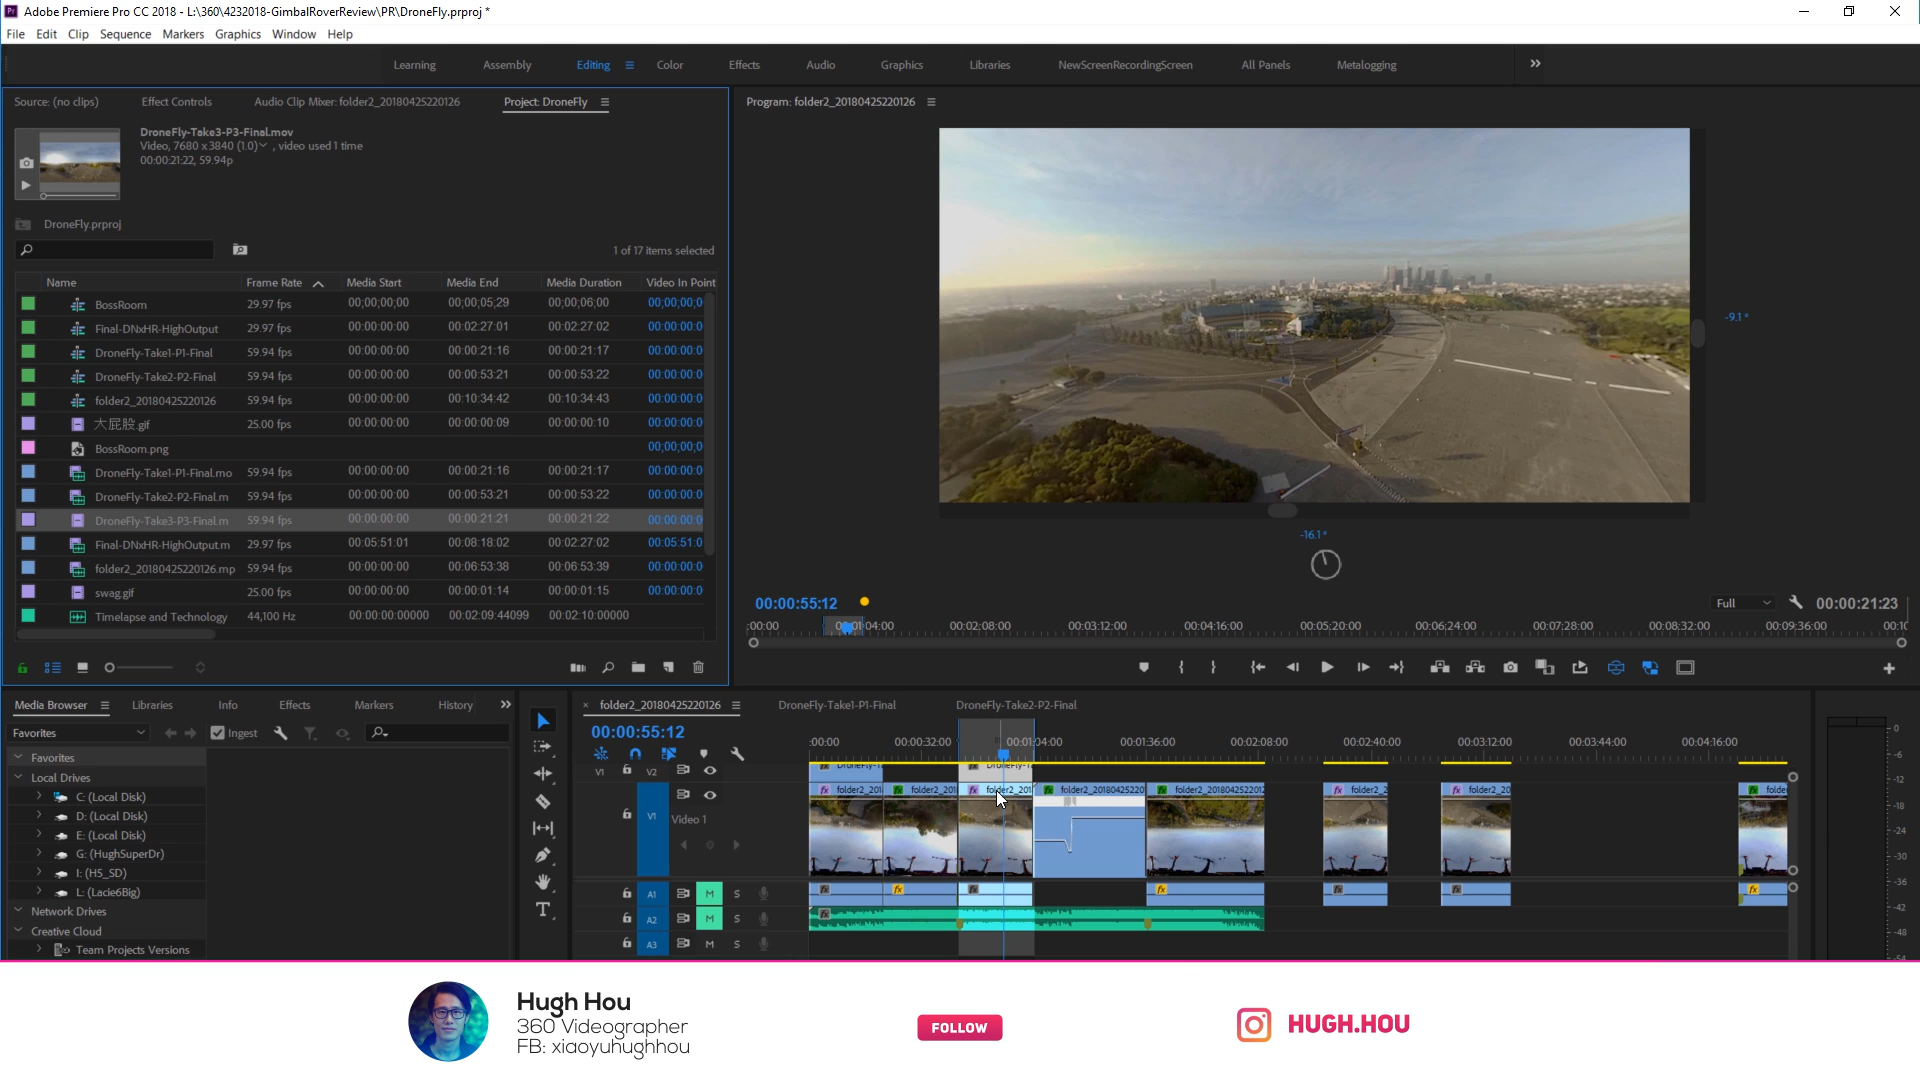 Adobe Premiere Pro CC 2018 - L:\360\4232018-GimbalRoverReview\PR\DroneFly.prproj *
File Edit Clip Sequence Markers Graphics Window Help
Learning Assembly Editing Color Effects Audio Graphics Libraries NewScreenRecordingScreen All Panels Metalogging
Source: (no clips) Effect Controls Audio Clip Mixer: folder2_20180425220126 Project: DroneFly
DroneFly-Take3-P3-Final.mov
Video, 7680 x 3840 (1.0) , video used 1 time
00:00:21:22, 59.94p
DroneFly.prproj
1 of 17 items selected
Name Frame Rate Media Start Media End Media Duration Video In Point
BossRoom 29.97 fps 00;00;00;00 00;00;05;29 00;00;06;00 00;00;00;0
Final-DNxHR-HighOutput 29.97 fps 00:00:00:00 00:02:27:01 00:02:27:02 00:00:00:0
DroneFly-Take1-P1-Final 59.94 fps 00:00:00:00 00:00:21:16 00:00:21:17 00:00:00:0
DroneFly-Take2-P2-Final 59.94 fps 00:00:00:00 00:00:53:21 00:00:53:22 00:00:00:0
folder2_20180425220126 59.94 fps 00:00:00:00 00:10:34:42 00:10:34:43 00:00:00:0
大屁股.gif 25.00 fps 00:00:00:00 00:00:00:09 00:00:00:10 00:00:00:0
BossRoom.png 00;00;00;0
DroneFly-Take1-P1-Final.mo 59.94 fps 00:00:00:00 00:00:21:16 00:00:21:17 00:00:00:0
DroneFly-Take2-P2-Final.m 59.94 fps 00:00:00:00 00:00:53:21 00:00:53:22 00:00:00:0
DroneFly-Take3-P3-Final.m 59.94 fps 00:00:00:00 00:00:21:21 00:00:21:22 00:00:00:0
Final-DNxHR-HighOutput.m 29.97 fps 00:05:51:01 00:08:18:02 00:02:27:02 00:05:51:0
folder2_20180425220126.mp 59.94 fps 00:00:00:00 00:06:53:38 00:06:53:39 00:00:00:0
swag.gif 25.00 fps 00:00:00:00 00:00:01:14 00:00:01:15 00:00:00:0
Timelapse and Technology 44,100 Hz 00:00:00:00000 00:02:09:44099 00:02:10:00000
Program: folder2_20180425220126
-9.1 °
-16.1 °
00:00:55:12 Full 00:00:21:23
:00:00 00:01:04:00 00:02:08:00 00:03:12:00 00:04:16:00 00:05:20:00 00:06:24:00 00:07:28:00 00:08:32:00 00:09:36:00 00:10
Media Browser Libraries Info Effects Markers History
Favorites Ingest
Favorites
Local Drives
C: (Local Disk)
D: (Local Disk)
E: (Local Disk)
G: (HughSuperDr)
I: (H5_SD)
L: (Lacie6Big)
Network Drives
Creative Cloud
Team Projects Versions
× folder2_20180425220126 DroneFly-Take1-P1-Final DroneFly-Take2-P2-Final
00:00:55:12
:00:00 00:00:32:00 00:01:04:00 00:01:36:00 00:02:08:00 00:02:40:00 00:03:12:00 00:03:44:00 00:04:16:00
V1 V2
fx folder2_201 fx folder2_201 fx folder2_201 fx folder2_20180425220 fx folder2_2018042522012 fx folder2_2 fx folder2_20 fx folde
V1 Video 1
A1 M S fx fx fx fx fx fx fx
A2 M S fx
A3 M S
0
-6
-12
-18
-24
-30
-36
-42
-48
-54
Hugh Hou
360 Videographer
FB: xiaoyuhughhou
FOLLOW
HUGH.HOU